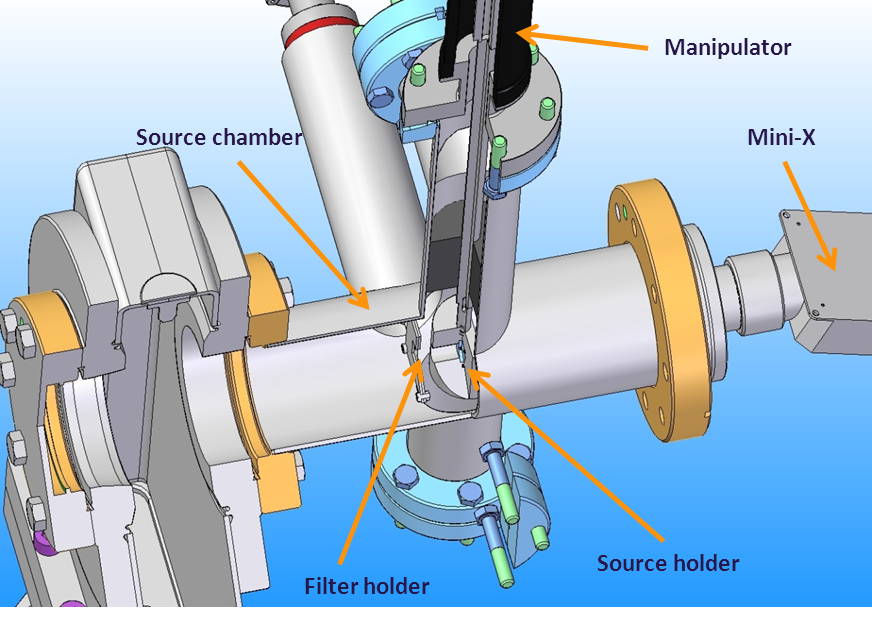 Manipulator
Source chamber
Mini-X
Source holder
Filter holder